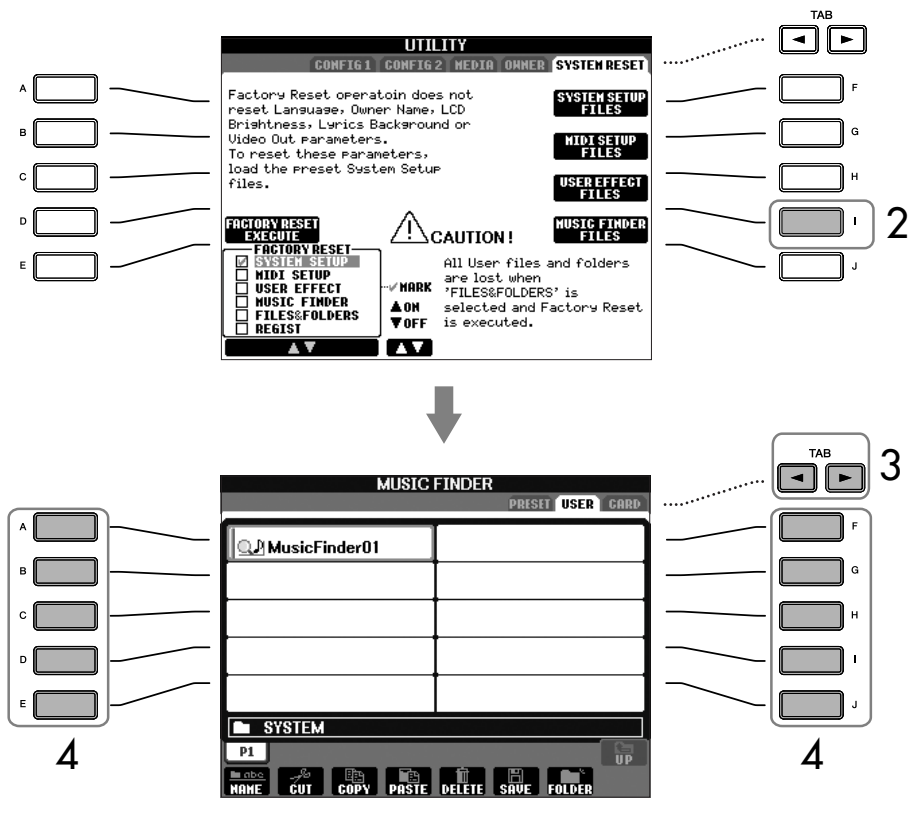 TAB
UTILITY
CONFIG 1 CONFIG 2 MEDIA OWNER SYSTEM RESET
A
B
C
D
E
Factory Reset operatoin does not
reset Language, Owner Name, LCD
Brightness, Lyrics Background or
Video Out parameters.
To reset these parameters,
load the preset System Setup
files.
SYSTEM SETUP
FILES
MIDI SETUP
FILES
USER EFFECT
FILES
MUSIC FINDER
FILES
F
G
H
I
J
2
FACTORY RESET
EXECUTE
FACTORY RESET
SYSTEM SETUP
MIDI SETUP
USER EFFECT
MUSIC FINDER
FILES&FOLDERS
REGIST
MARK
▲ON
▼OFF
CAUTION!
All User files and folders
are lost when
'FILES&FOLDERS' is
selected and Factory Reset
is executed.
TAB
3
MUSIC FINDER
PRESET USER CARD
A
B
C
D
E
4
MusicFinder01
SYSTEM
P1
UP
abc
NAME CUT COPY PASTE DELETE SAVE FOLDER
F
G
H
I
J
4